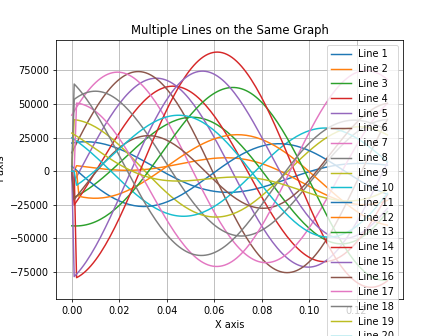 Multiple Lines on the Same Graph
75000
50000
25000
0
−25000
−50000
−75000
0.00
0.02
0.04
0.06
0.08
0.10
X axis
Line 1
Line 2
Line 3
Line 4
Line 5
Line 6
Line 7
Line 8
Line 9
Line 10
Line 11
Line 12
Line 13
Line 14
Line 15
Line 16
Line 17
Line 18
Line 19
Line 20